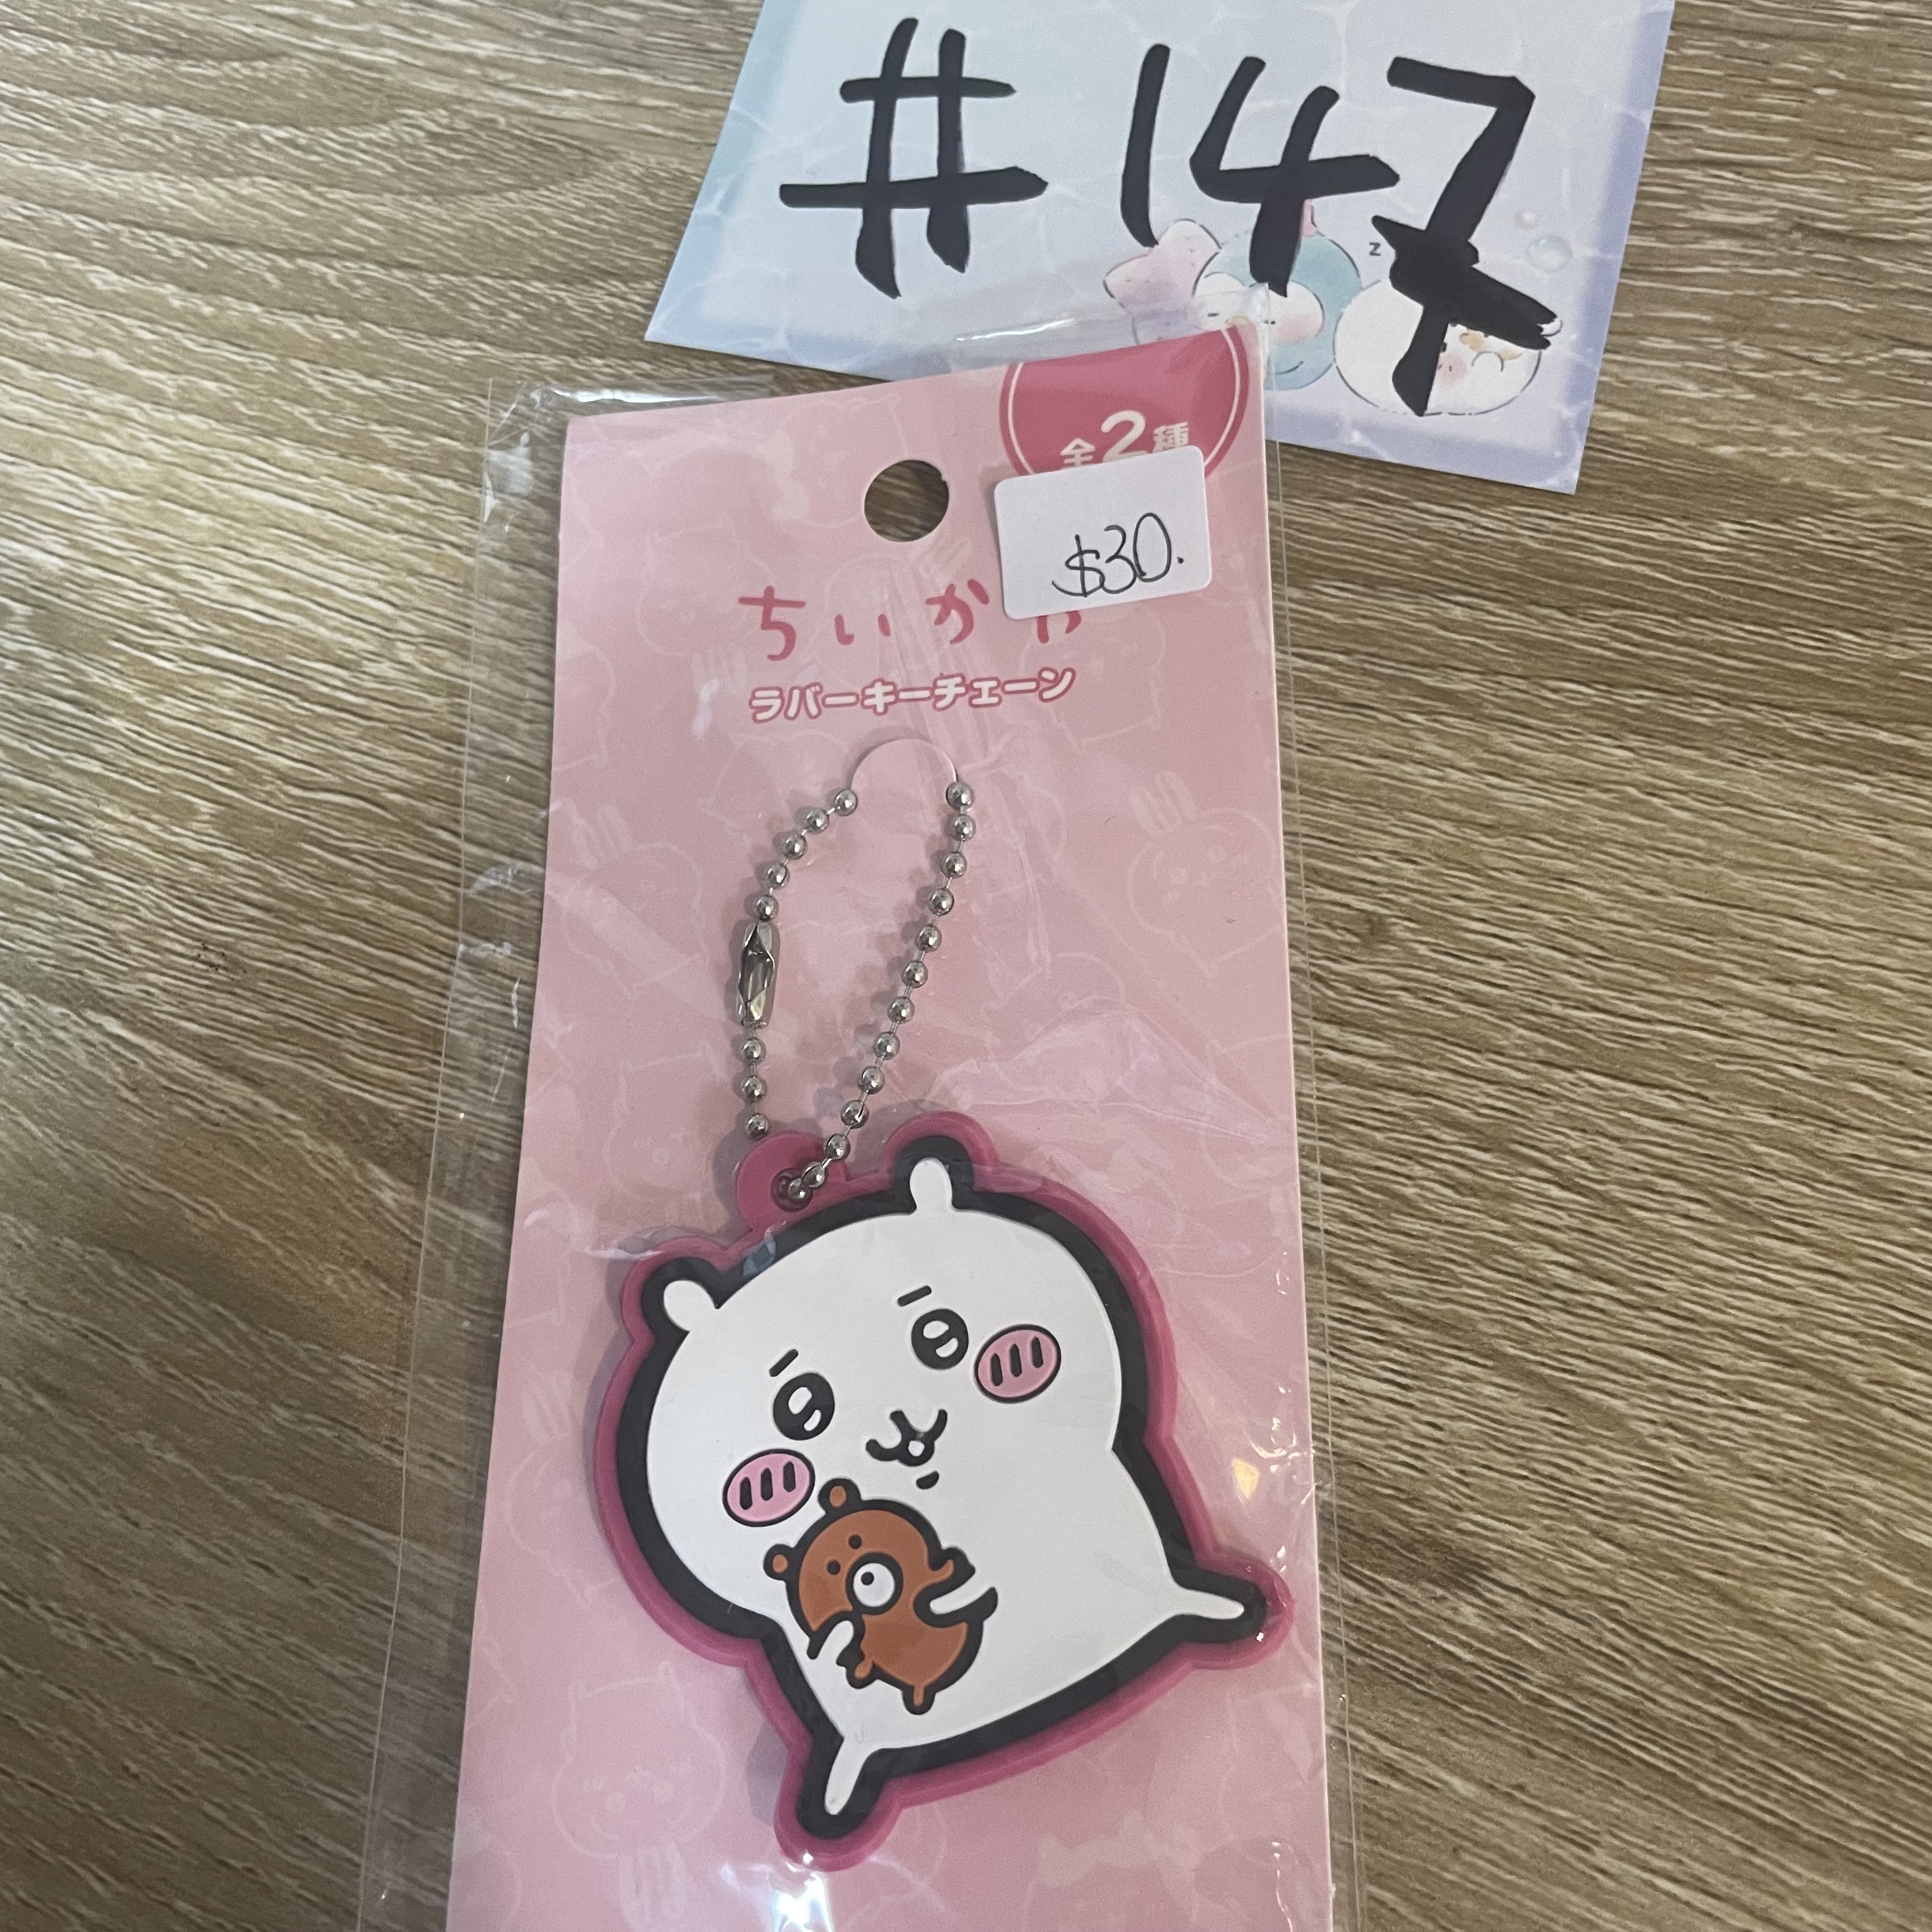 #147
z
全2種
$30.
ちいかわ
ラバーキーチェーン